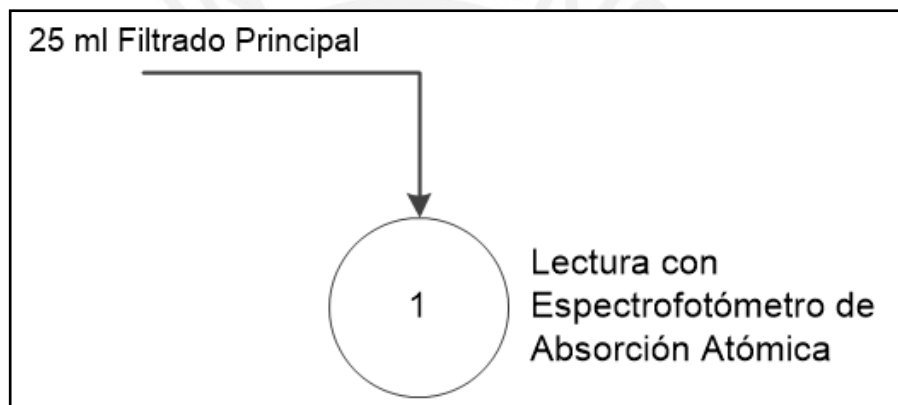 25 ml Filtrado Principal
1
Lectura con
Espectrofotómetro de
Absorción Atómica